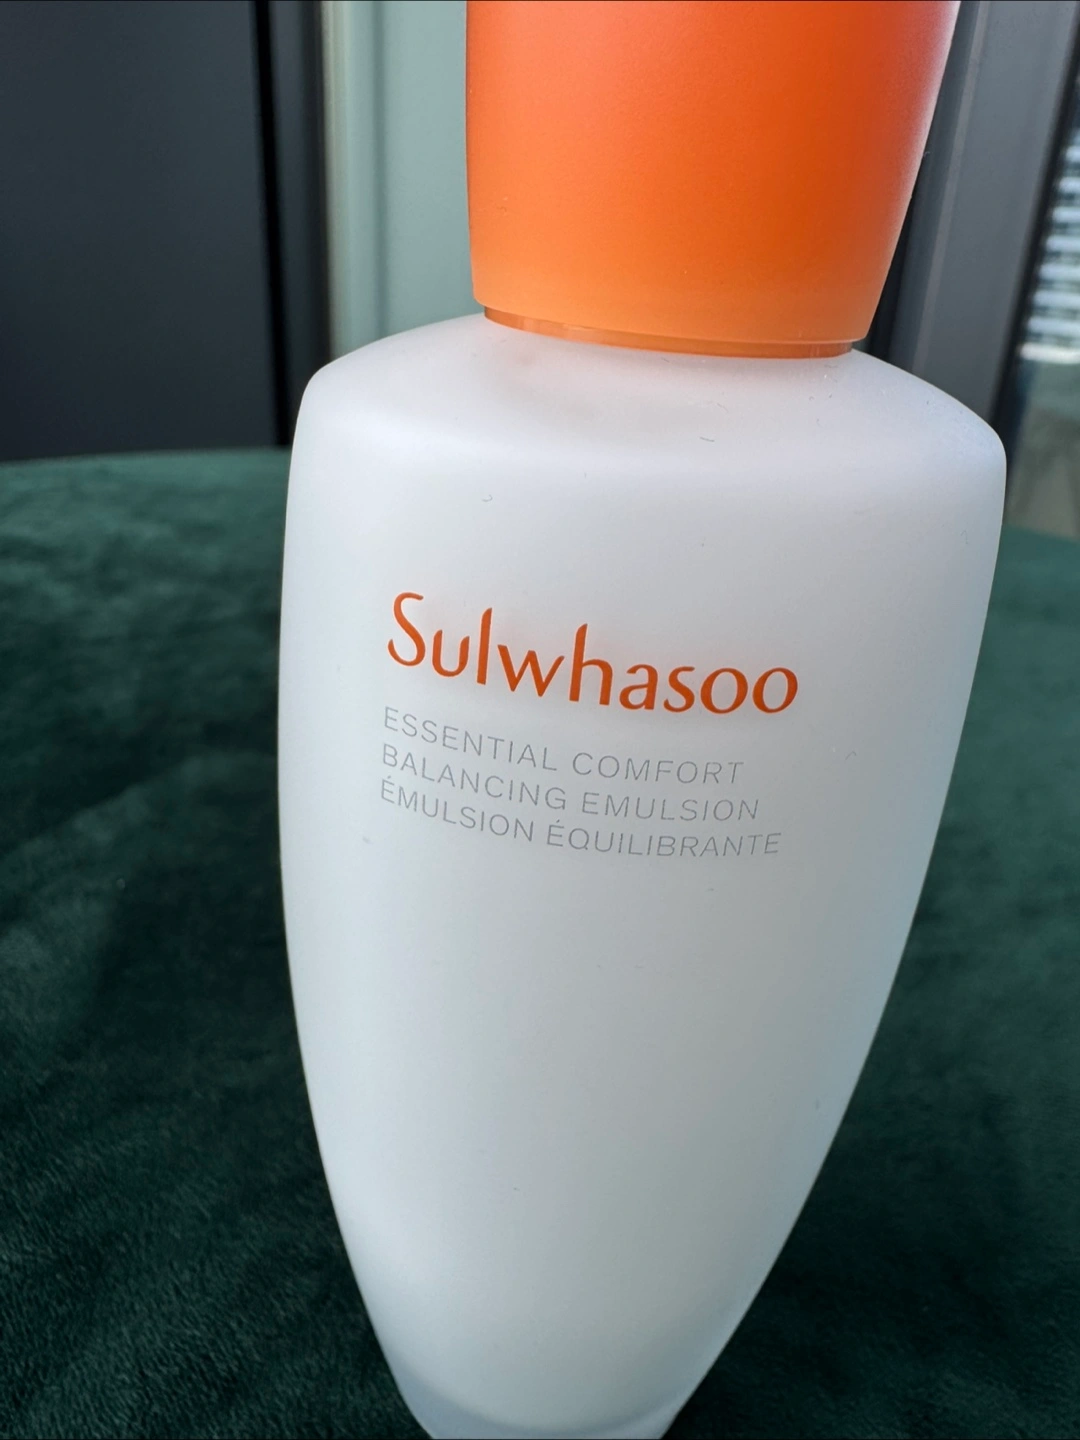 Sulwhasoo
ESSENTIAL COMFORT
BALANCING EMULSION
ÉMULSION ÉQUILIBRANTE